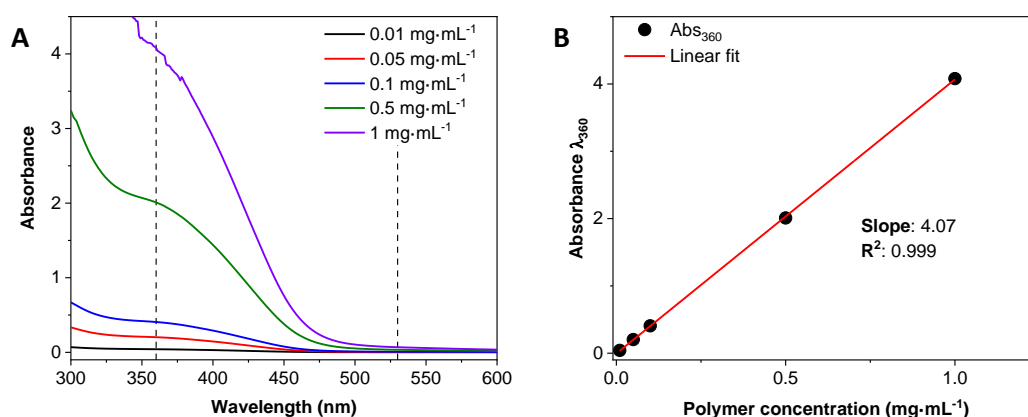 A
Absorbance
4
3
2
1
0
300
350
400
450
500
550
600
Wavelength (nm)
0.01 mg·mL⁻¹
0.05 mg·mL⁻¹
0.1 mg·mL⁻¹
0.5 mg·mL⁻¹
1 mg·mL⁻¹
B
Absorbance λ₃₆₀
4
2
0
0.0
0.5
1.0
Polymer concentration (mg·mL⁻¹)
Abs₃₆₀
Linear fit
Slope: 4.07
R²: 0.999